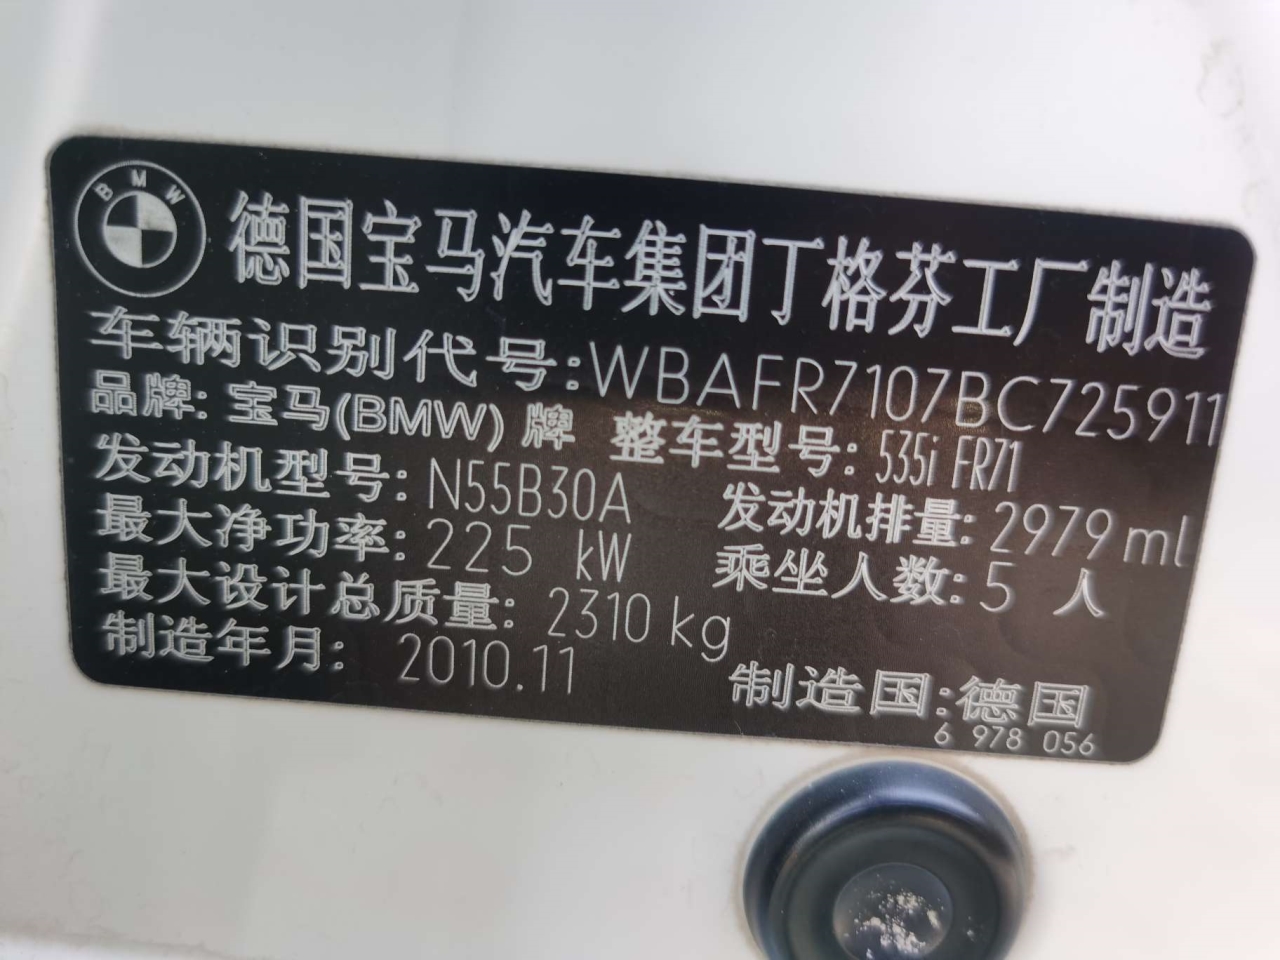 BMW
德国宝马汽车集团丁格芬工厂制造
车辆识别代号:WBAFR7107BC725911
品牌: 宝马(BMW) 牌 整车型号: 535i FR71
发动机型号: N55B30A 发动机排量: 2979 ml
最大净功率: 225 kW 乘坐人数: 5 人
最大设计总质量: 2310 kg
制造年月: 2010.11 制造国:德国
6 978 056